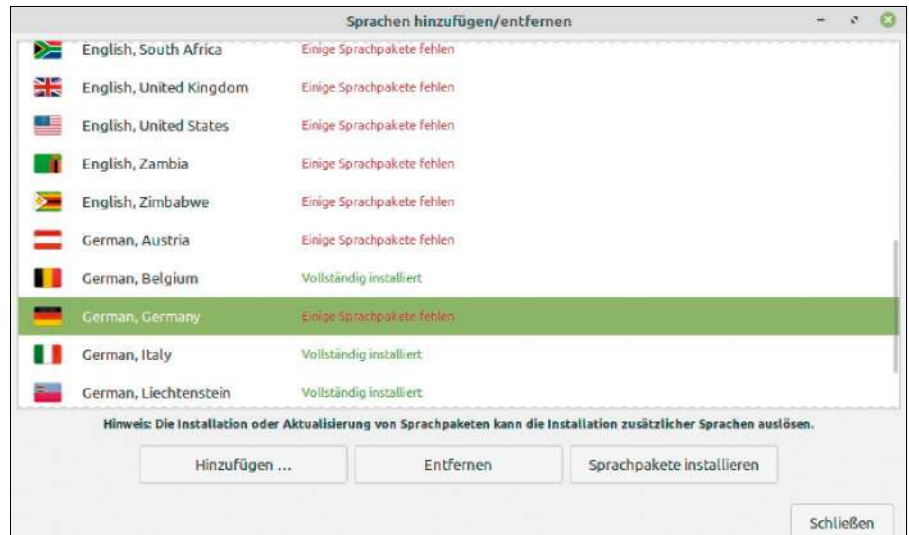 Sprachen hinzufügen/entfernen
English, South Africa Einige Sprachpakete fehlen
English, United Kingdom Einige Sprachpakete fehlen
English, United States Einige Sprachpakete fehlen
English, Zambia Einige Sprachpakete fehlen
English, Zimbabwe Einige Sprachpakete fehlen
German, Austria Einige Sprachpakete fehlen
German, Belgium Vollständig installiert
German, Germany Einige Sprachpakete fehlen
German, Italy Vollständig installiert
German, Liechtenstein Vollständig installiert
Hinweis: Die Installation oder Aktualisierung von Sprachpaketen kann die Installation zusätzlicher Sprachen auslösen.
Hinzufügen ... Entfernen Sprachpakete installieren
Schließen